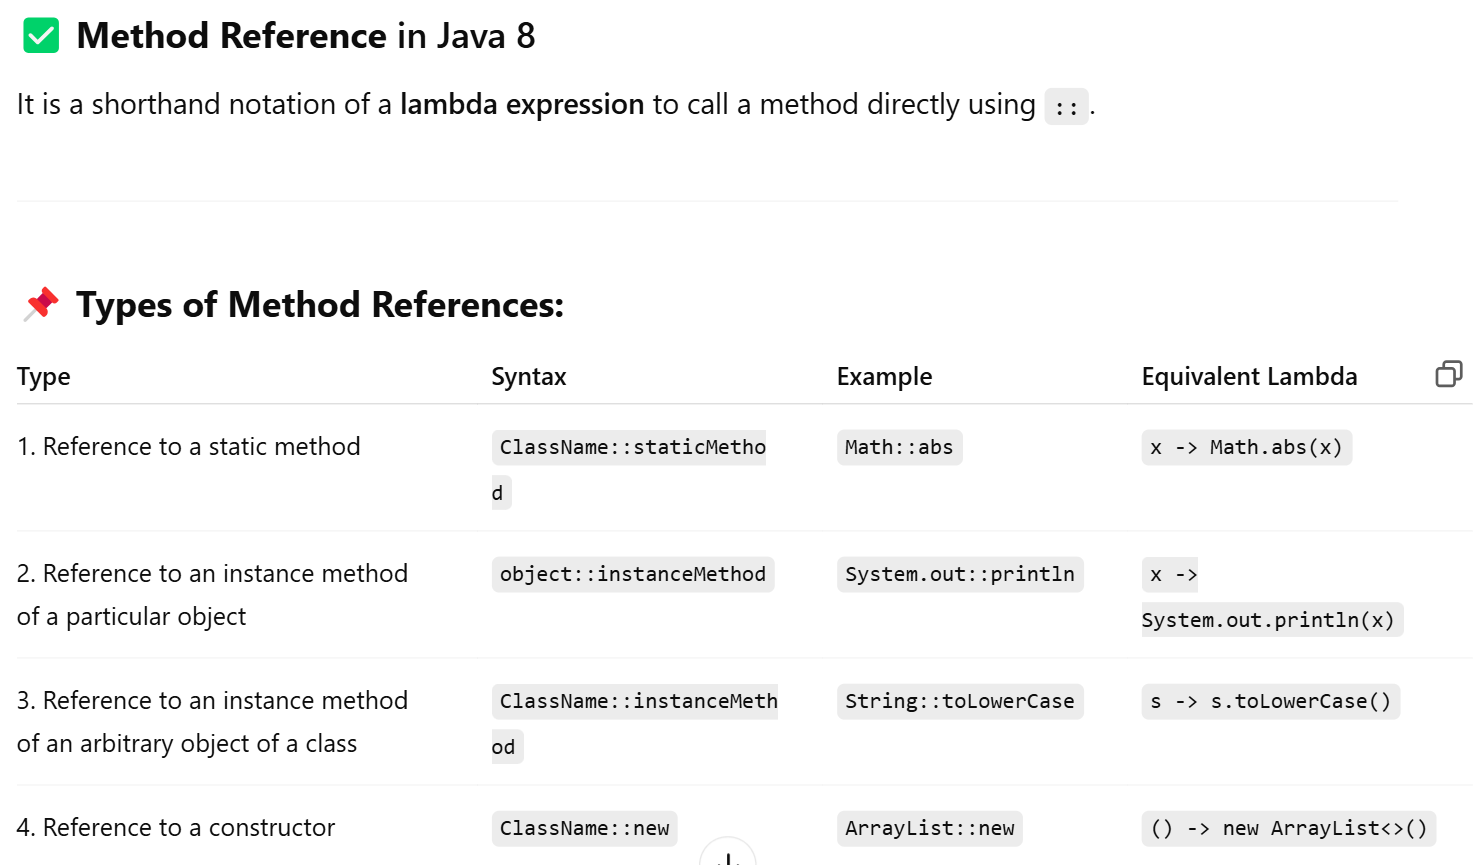 ✅ Method Reference in Java 8
It is a shorthand notation of a lambda expression to call a method directly using ::.
📌 Types of Method References:
Type Syntax Example Equivalent Lambda
1. Reference to a static method ClassName::staticMetho Math::abs x -> Math.abs(x)
d
2. Reference to an instance method object::instanceMethod System.out::println x ->
of a particular object System.out.println(x)
3. Reference to an instance method ClassName::instanceMeth String::toLowerCase s -> s.toLowerCase()
of an arbitrary object of a class od
4. Reference to a constructor ClassName::new ArrayList::new () -> new ArrayList<>()